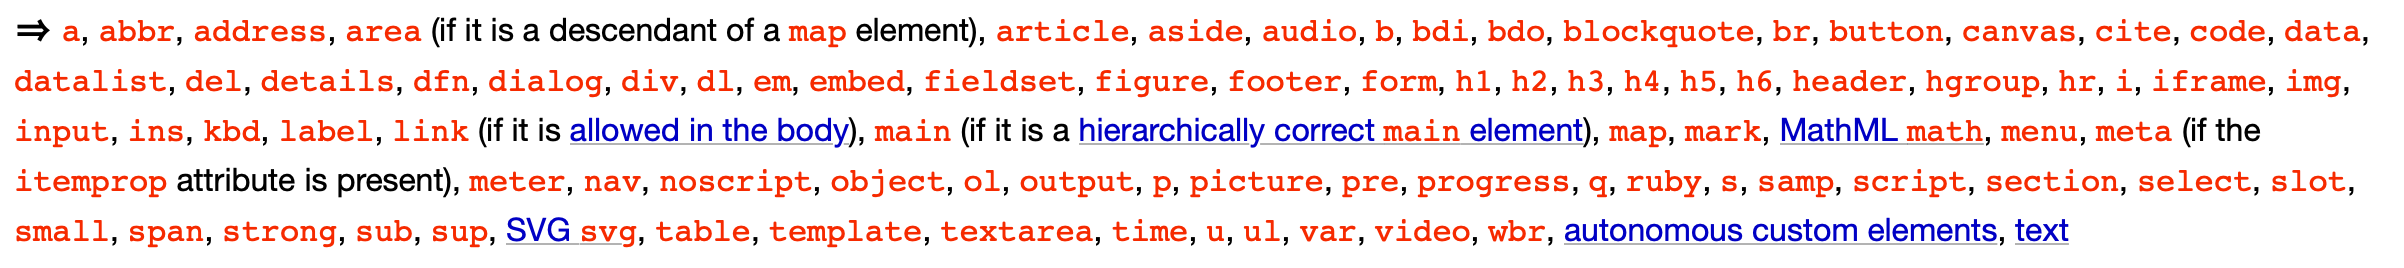 ⇒ a, abbr, address, area (if it is a descendant of a map element), article, aside, audio, b, bdi, bdo, blockquote, br, button, canvas, cite, code, data,
datalist, del, details, dfn, dialog, div, dl, em, embed, fieldset, figure, footer, form, h1, h2, h3, h4, h5, h6, header, hgroup, hr, i, iframe, img,
input, ins, kbd, label, link (if it is allowed in the body), main (if it is a hierarchically correct main element), map, mark, MathML math, menu, meta (if the
itemprop attribute is present), meter, nav, noscript, object, ol, output, p, picture, pre, progress, q, ruby, s, samp, script, section, select, slot,
small, span, strong, sub, sup, SVG svg, table, template, textarea, time, u, ul, var, video, wbr, autonomous custom elements, text